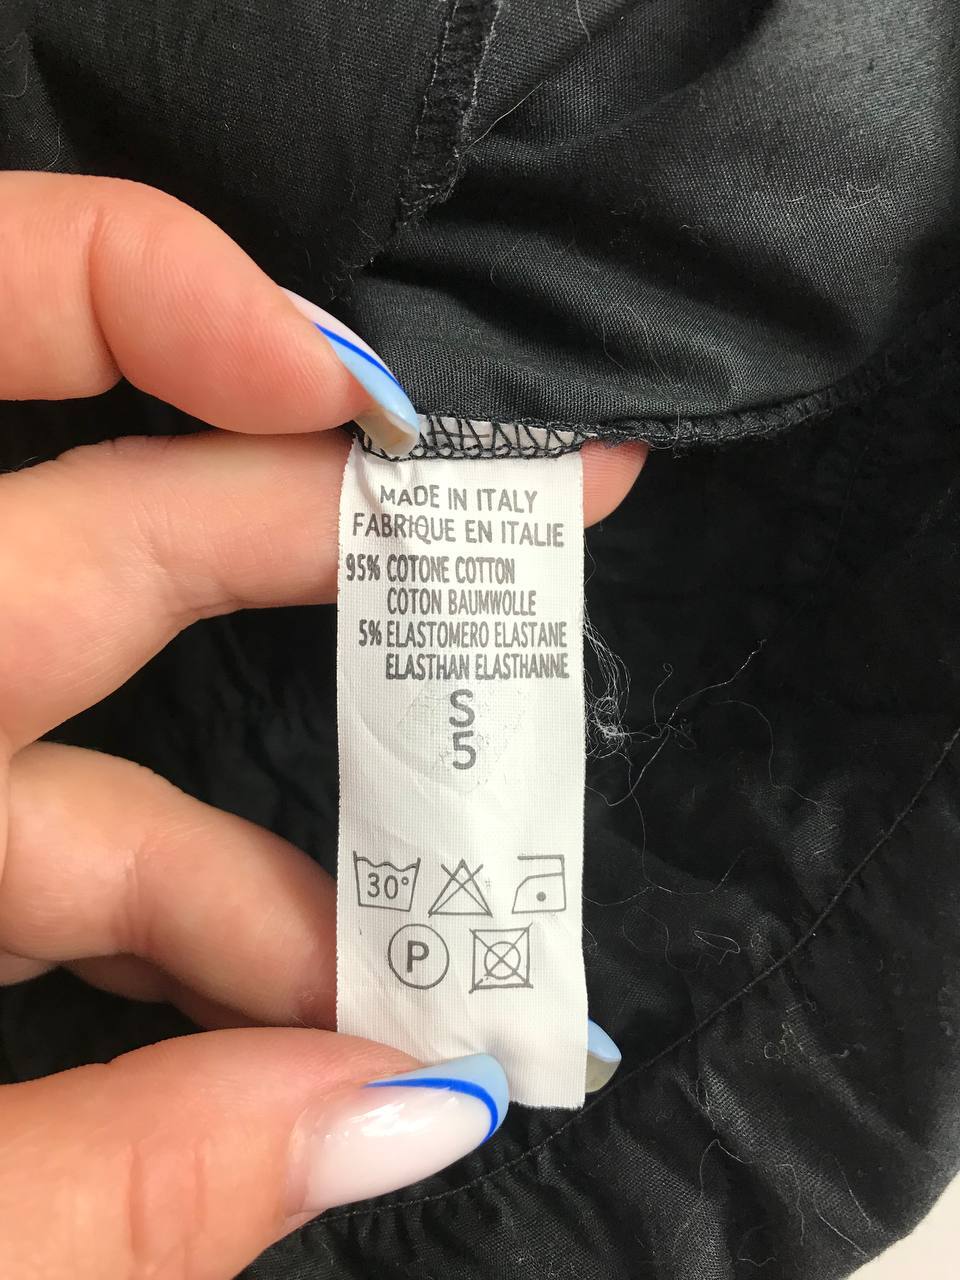 MADE IN ITALY
FABRIQUE EN ITALIE
95% COTONE COTTON
COTON BAUMWOLLE
5% ELASTOMERO ELASTANE
ELASTHAN ELASTHANNE
S
5
30°
P